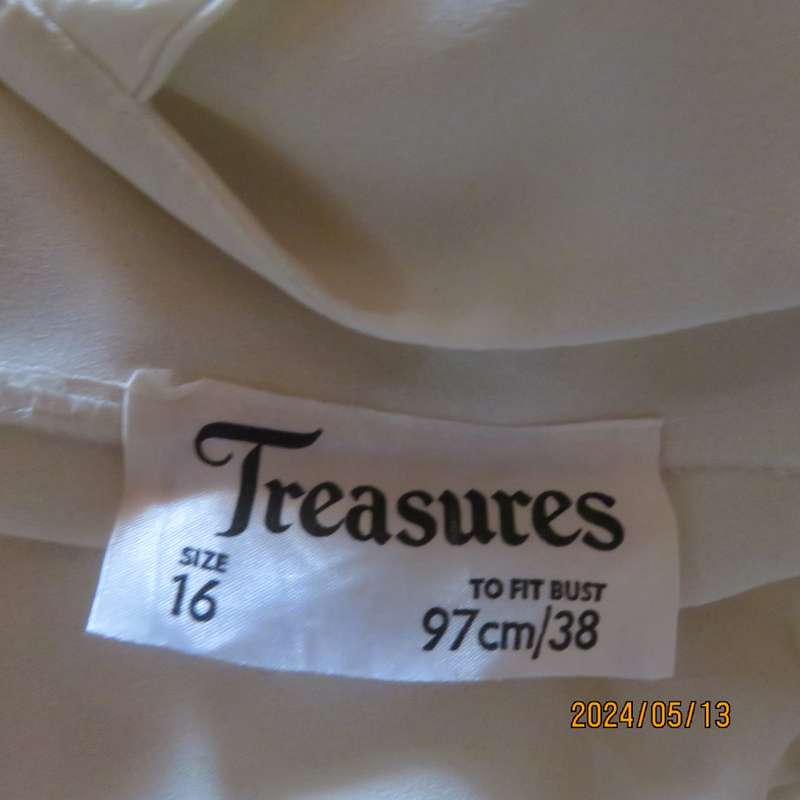 Treasures
SIZE
16
TO FIT BUST
97cm/38
2024/05/13